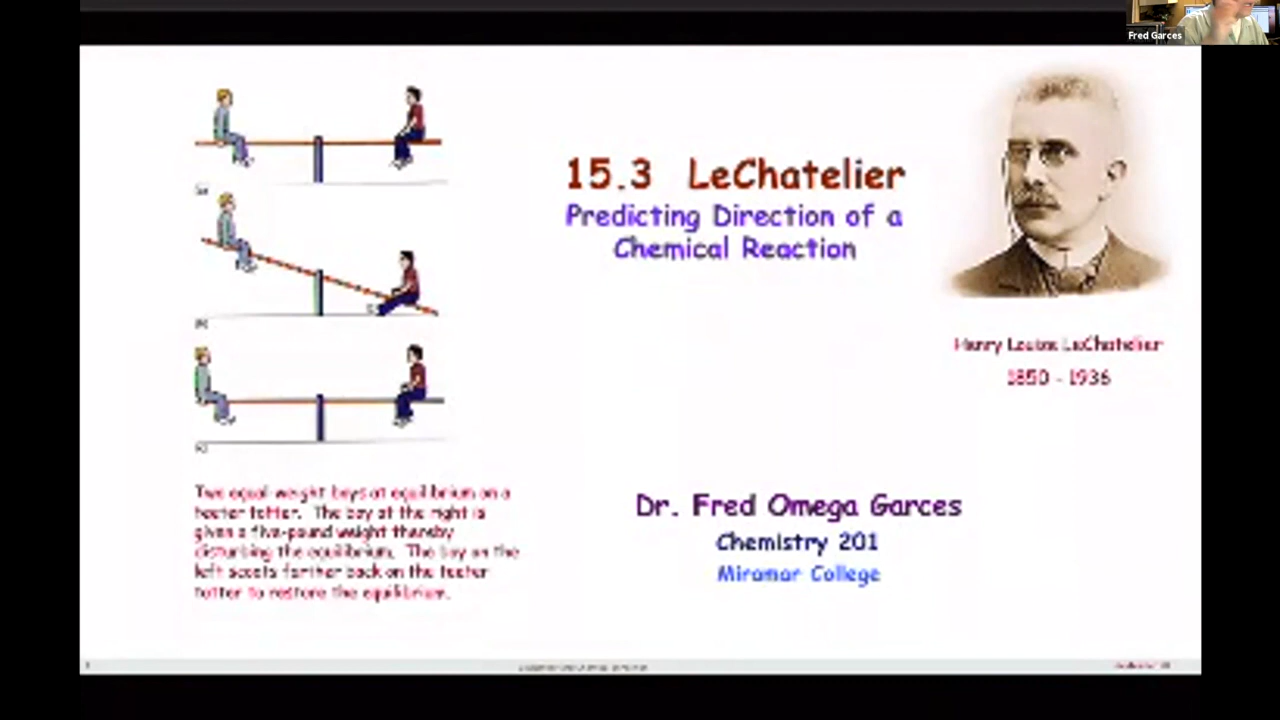 Fred Garces
15.3 LeChatelier
Predicting Direction of a
Chemical Reaction
Henry Louise LeChatelier
1850 - 1936
Two equal-weight boys at equilibrium on a
teeter totter. The boy at the right is
given a five-pound weight thereby
disturbing the equilibrium. The boy on the
left scoots farther back on the teeter
totter to restore the equilibrium.
Dr. Fred Omega Garces
Chemistry 201
Miramar College